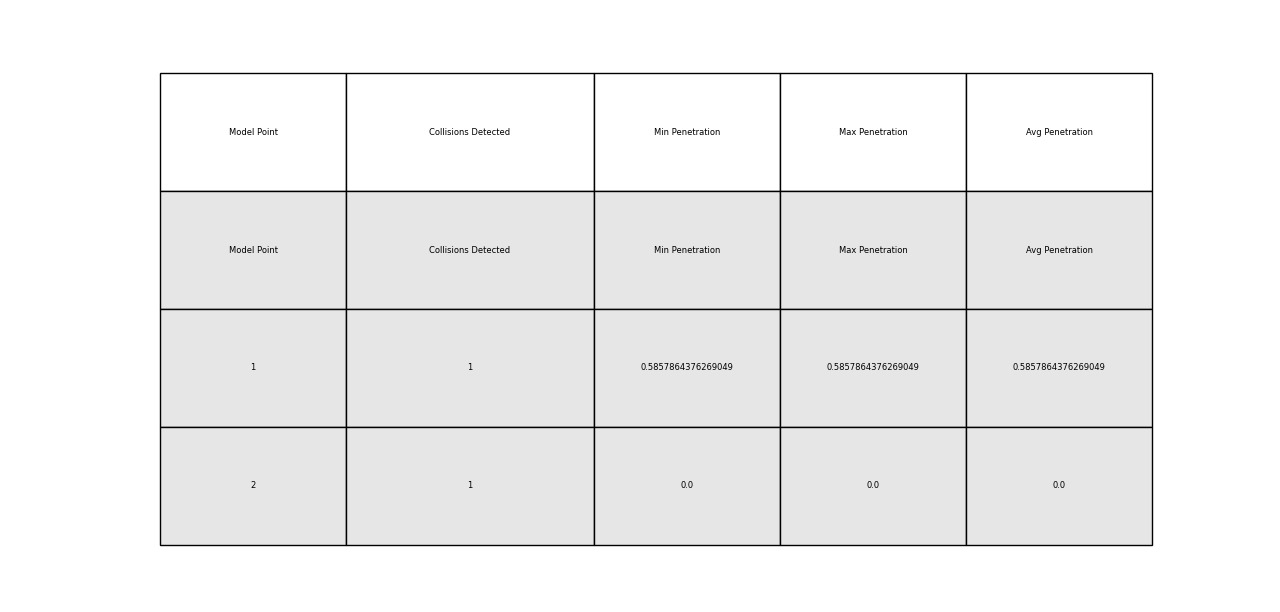 Model Point Collisions Detected Min Penetration Max Penetration Avg Penetration
Model Point Collisions Detected Min Penetration Max Penetration Avg Penetration
1 1 0.5857864376269049 0.5857864376269049 0.5857864376269049
2 1 0.0 0.0 0.0